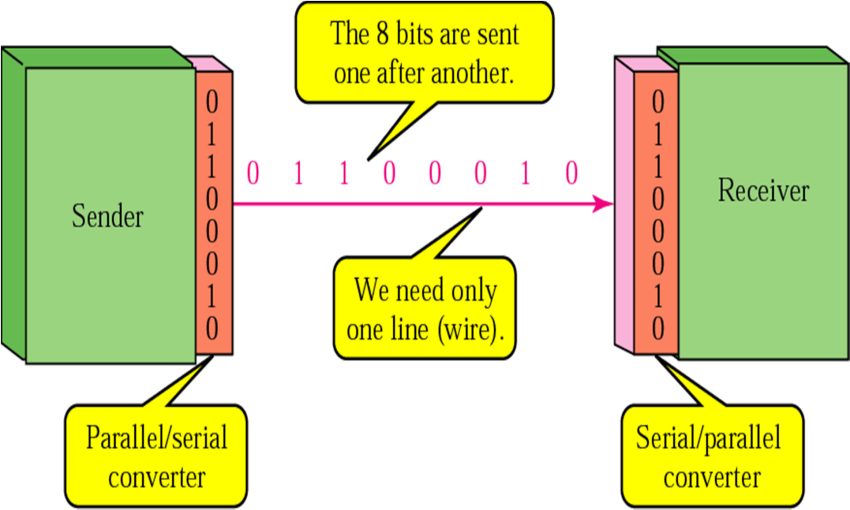 The 8 bits are sent
one after another.
0 1 1 0 0 0 1 0
Sender
0
1
1
0
0
0
1
0
We need only
one line (wire).
0
1
1
0
0
0
1
0
Receiver
Parallel/serial
converter
Serial/parallel
converter